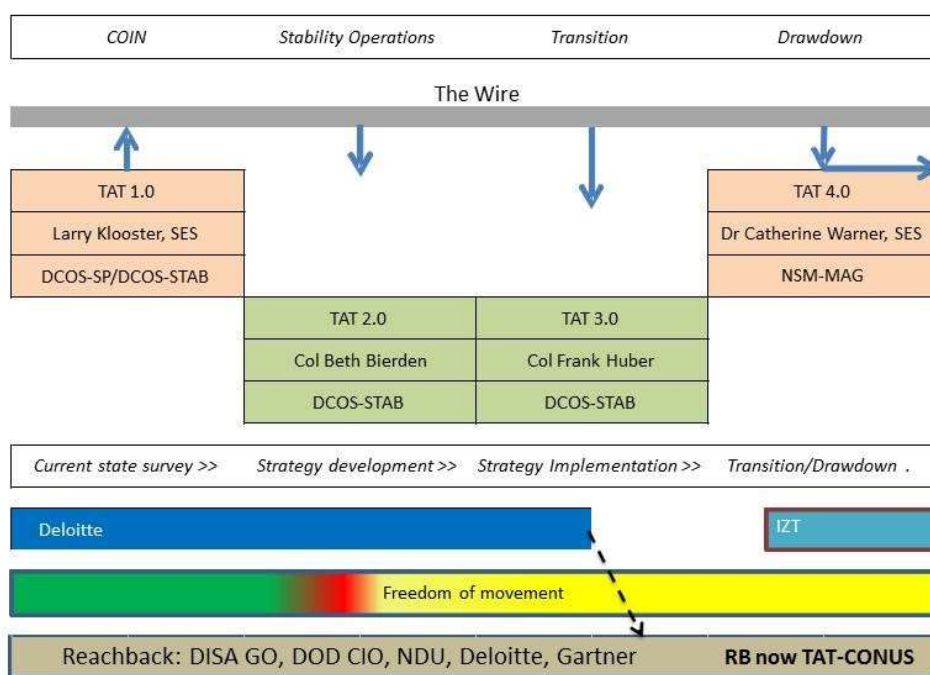 COIN Stability Operations Transition Drawdown
The Wire
TAT 1.0 TAT 4.0
Larry Klooster, SES Dr Catherine Warner, SES
DCOS-SP/DCOS-STAB NSM-MAG
TAT 2.0 TAT 3.0
Col Beth Bierden Col Frank Huber
DCOS-STAB DCOS-STAB
Current state survey >> Strategy development >> Strategy Implementation >> Transition/Drawdown .
Deloitte IZT
Freedom of movement
Reachback: DISA GO, DOD CIO, NDU, Deloitte, Gartner RB now TAT-CONUS